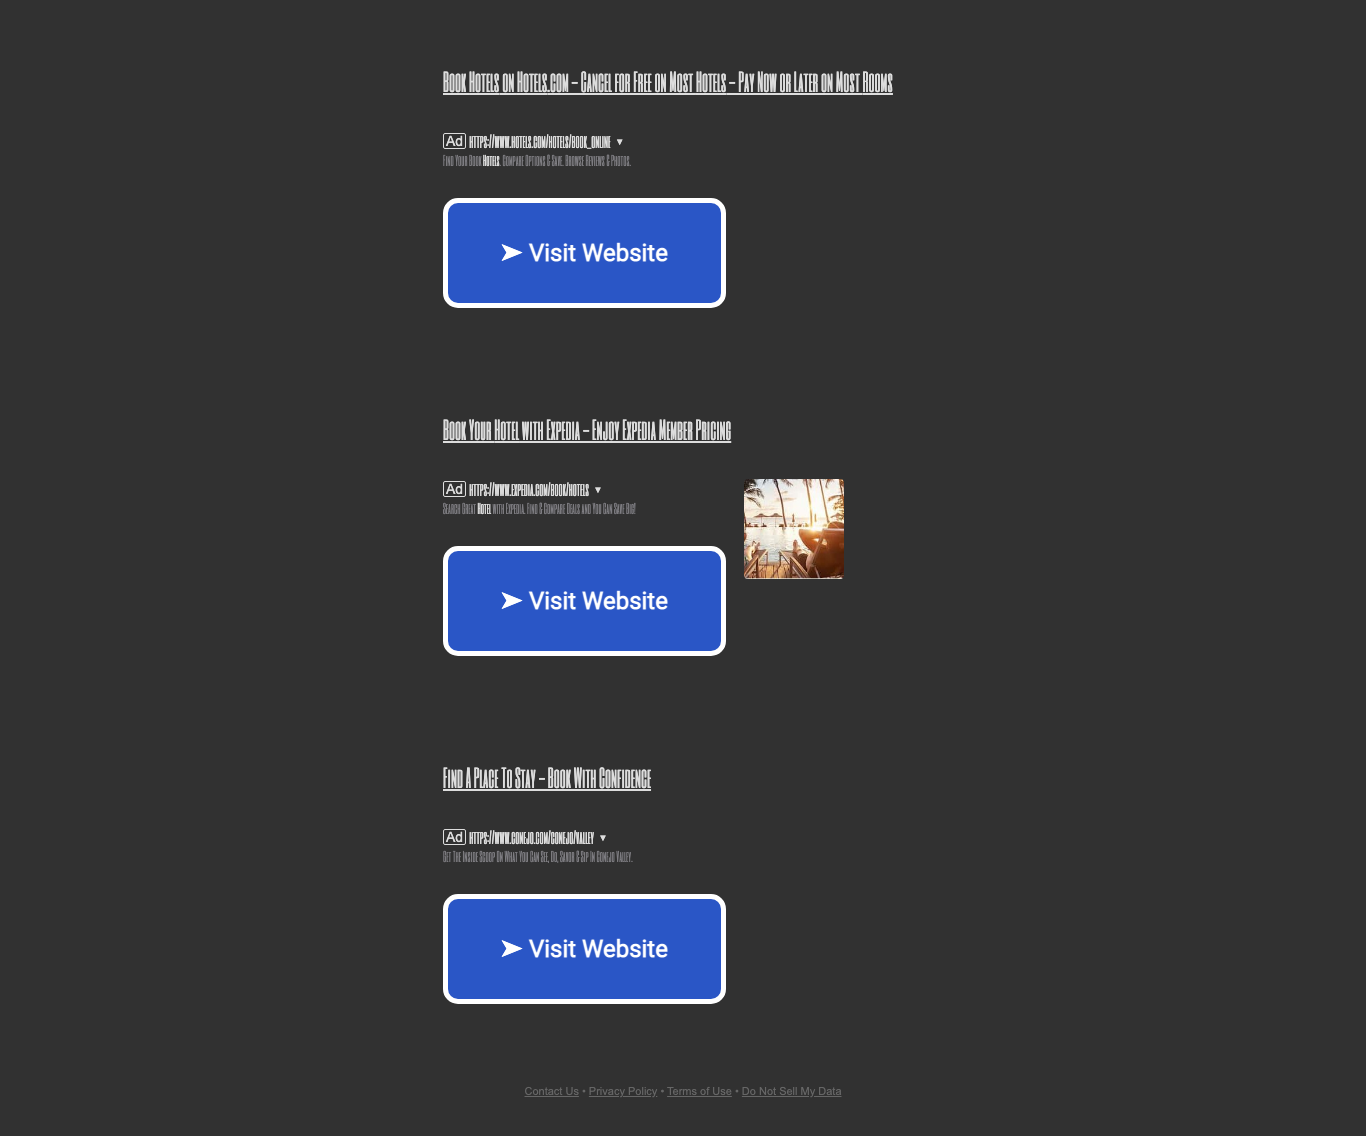 Book Hotels on Hotels.com - Cancel for Free on Most Hotels - Pay Now or Later on Most Rooms
Ad https://www.hotels.com/hotels/book_online ▼
Find Your Book Hotels. Compare Options & Save. Browse Reviews & Photos.
➤ Visit Website
Book Your Hotel with Expedia - Enjoy Expedia Member Pricing
Ad https://www.expedia.com/book/hotels ▼
Search Great Hotel with Expedia. Find & Compare Deals and You Can Save Big!
➤ Visit Website
Find A Place To Stay - Book With Confidence
Ad https://www.conejo.com/conejo/valley ▼
Get The Inside Scoop On What You Can See, Do, Savor & Sip In Conejo Valley.
➤ Visit Website
Contact Us • Privacy Policy • Terms of Use • Do Not Sell My Data